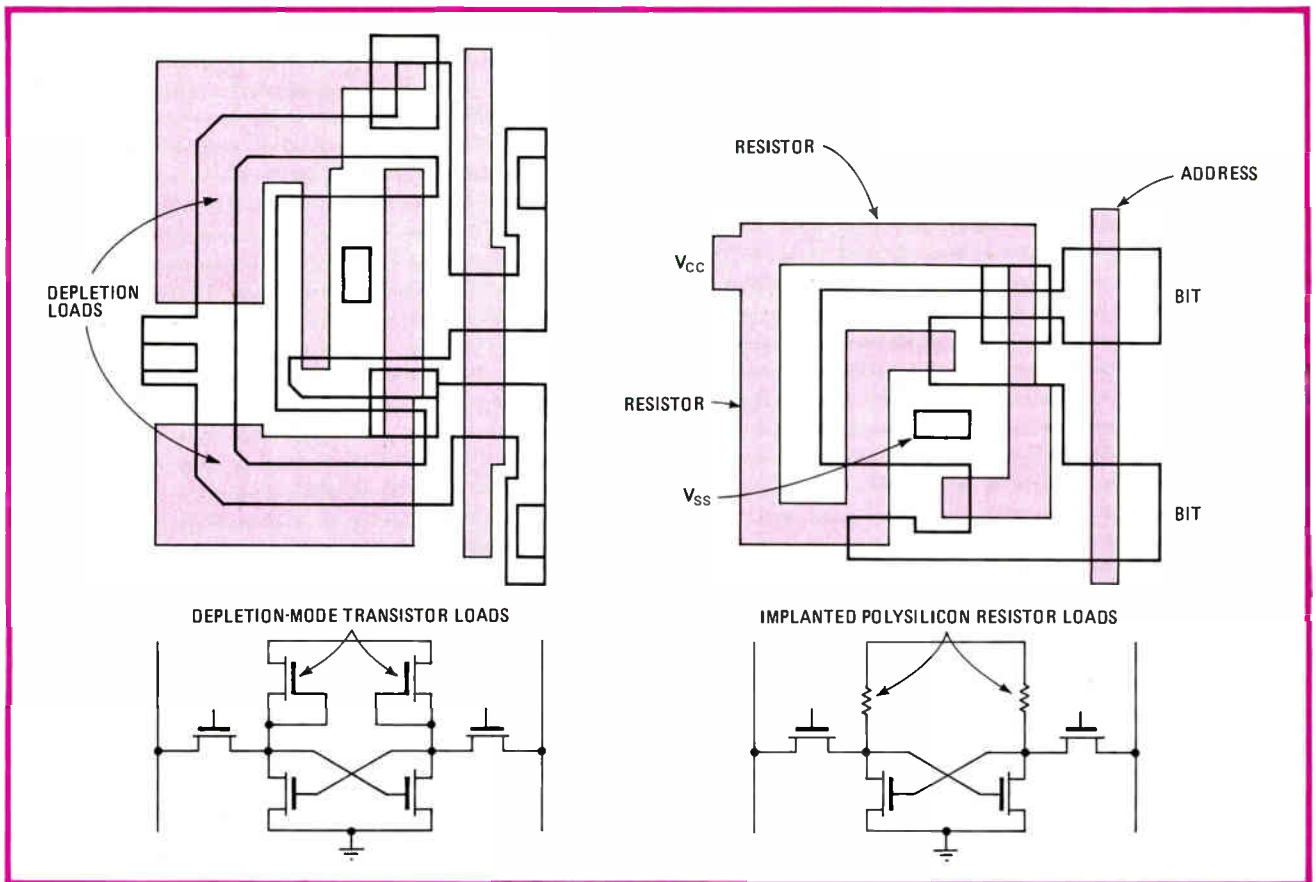 DEPLETION
LOADS
RESISTOR
ADDRESS
VCC
BIT
RESISTOR
VSS
BIT
DEPLETION-MODE TRANSISTOR LOADS
IMPLANTED POLYSILICON RESISTOR LOADS